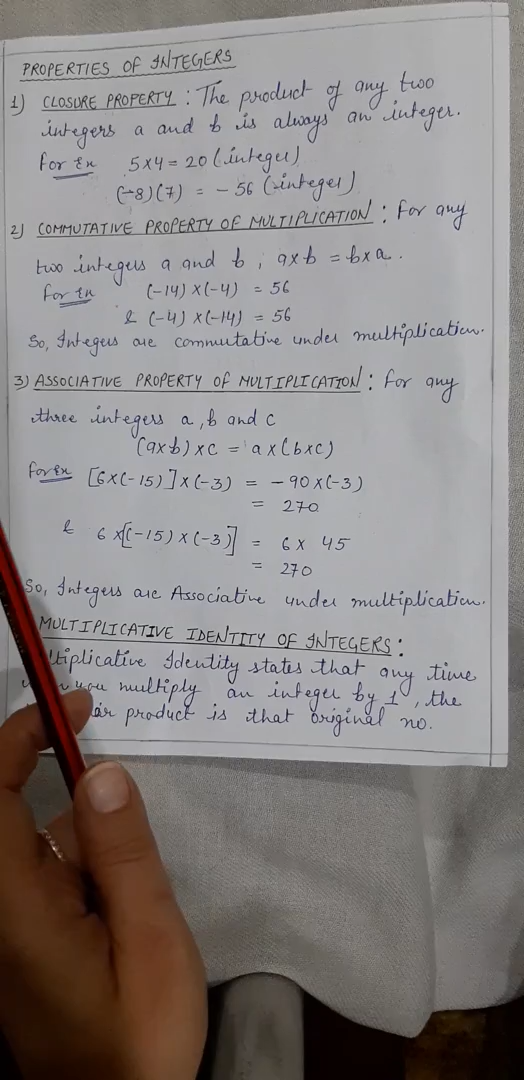 PROPERTIES OF INTEGERS
1) CLOSURE PROPERTY : The product of any two
integers a and b is always an integer.
For Ex 5x4 = 20 (integer)
(-8)(7) = -56 (integer)
2) COMMUTATIVE PROPERTY OF MULTIPLICATION : For any
two integers a and b, axb = bxa.
For Ex (-14)x(-4) = 56
& (-4)x(-14) = 56
So, Integers are commutative under multiplication.
3) ASSOCIATIVE PROPERTY OF MULTIPLICATION : For any
three integers a, b and c
(axb)xc = ax(bxc)
For Ex [6x(-15)]x(-3) = -90x(-3)
= 270
& 6x[(-15)x(-3)] = 6x 45
= 270
So, Integers are Associative under multiplication.
MULTIPLICATIVE IDENTITY OF INTEGERS :
Identity states that any time
you multiply an integer by 1, the
product is that original no.